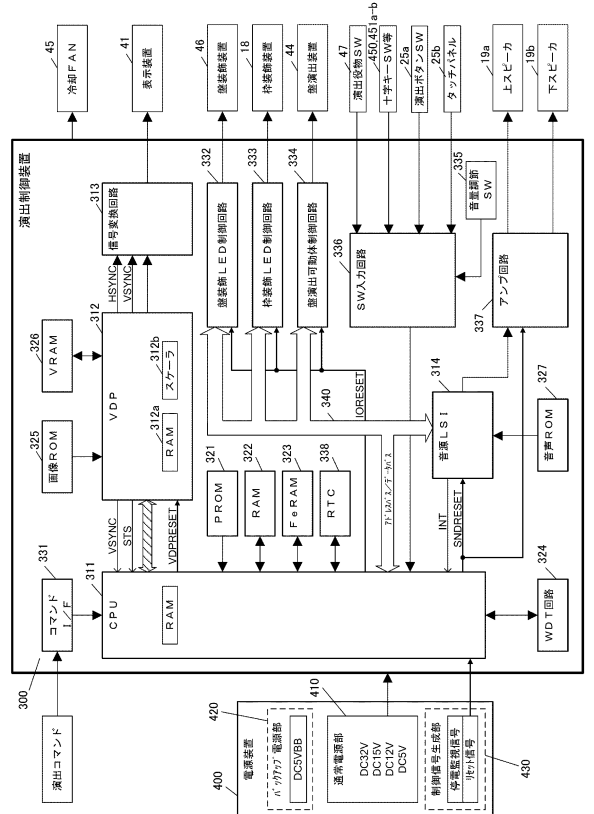 演出制御装置
300
演出コマンド
コマンド
I／F
331
画像ROM
325
VRAM
326
VDP
312
RAM
312a
スケーラ
312b
HSYNC
VSYNC
信号変換回路
313
冷却FAN
45
表示装置
41
VSYNC
STS
VDPRESET
CPU
311
RAM
PROM
321
RAM
322
FeRAM
323
RTC
338
盤装飾LED制御回路
332
枠装飾LED制御回路
333
盤演出可動体制御回路
334
盤装飾装置
46
枠装飾装置
18
盤演出装置
44
IORESET
340
アドレスバス／データバス
SW入力回路
336
演出役物SW
47
十字キーSW等
450,451a-b
演出ボタンSW
25a
タッチパネル
25b
音量調節
SW
335
INT
SNDRESET
音源LSI
314
アンプ回路
337
上スピーカ
19a
下スピーカ
19b
音声ROM
327
WDT回路
324
400
電源装置
420
バックアップ電源部
DC5VBB
410
通常電源部
DC32V
DC15V
DC12V
DC5V
制御信号生成部
停電監視信号
リセット信号
430